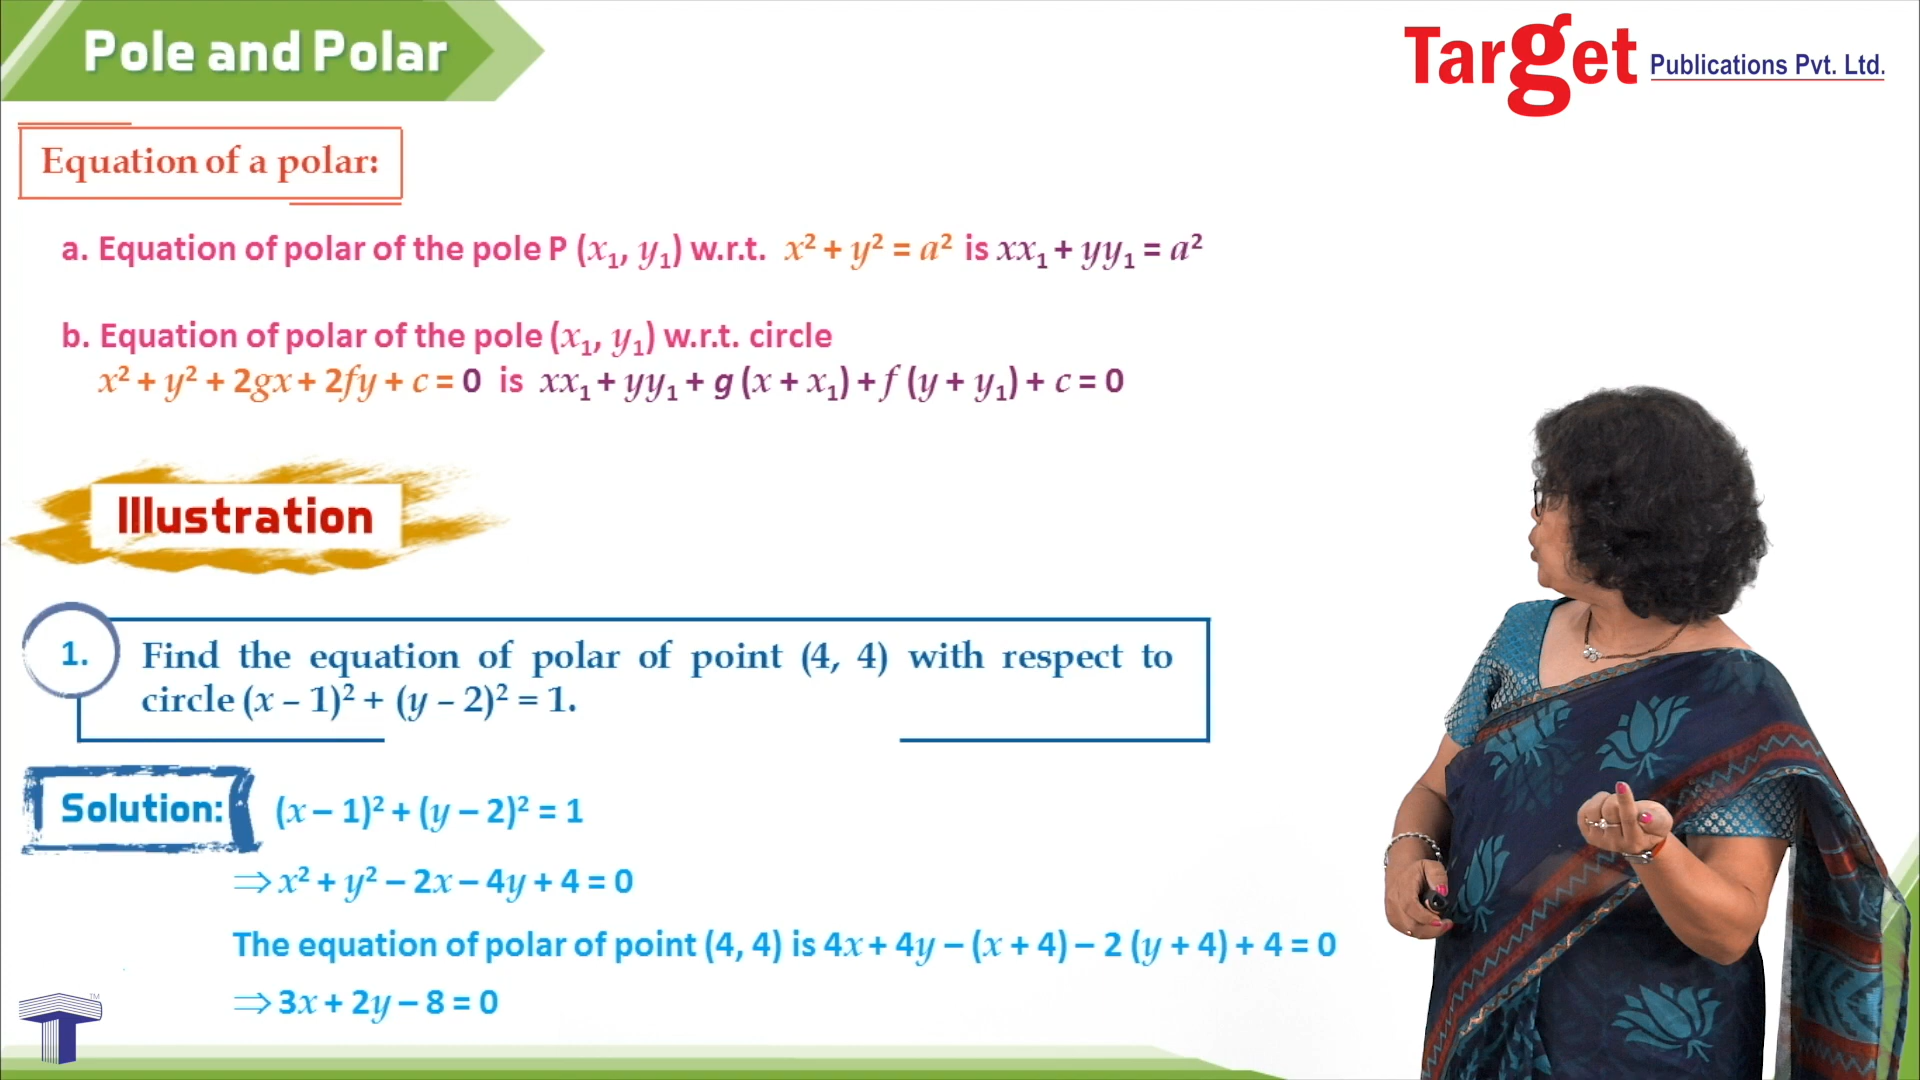 Pole and Polar
Target Publications Pvt. Ltd.
Equation of a polar:
a. Equation of polar of the pole P (x₁, y₁) w.r.t. x² + y² = a² is xx₁ + yy₁ = a²
b. Equation of polar of the pole (x₁, y₁) w.r.t. circle
x² + y² + 2gx + 2fy + c = 0 is xx₁ + yy₁ + g (x + x₁) + f (y + y₁) + c = 0
Illustration
1. Find the equation of polar of point (4, 4) with respect to
circle (x – 1)² + (y – 2)² = 1.
Solution: (x – 1)² + (y – 2)² = 1
⇒ x² + y² – 2x – 4y + 4 = 0
The equation of polar of point (4, 4) is 4x + 4y – (x + 4) – 2 (y + 4) + 4 = 0
⇒ 3x + 2y – 8 = 0
TM